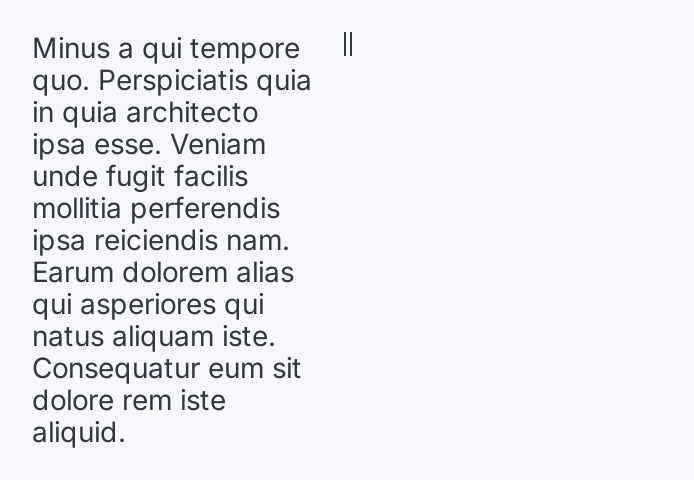 Minus a qui tempore
quo. Perspiciatis quia
in quia architecto
ipsa esse. Veniam
unde fugit facilis
mollitia perferendis
ipsa reiciendis nam.
Earum dolorem alias
qui asperiores qui
natus aliquam iste.
Consequatur eum sit
dolore rem iste
aliquid.
||